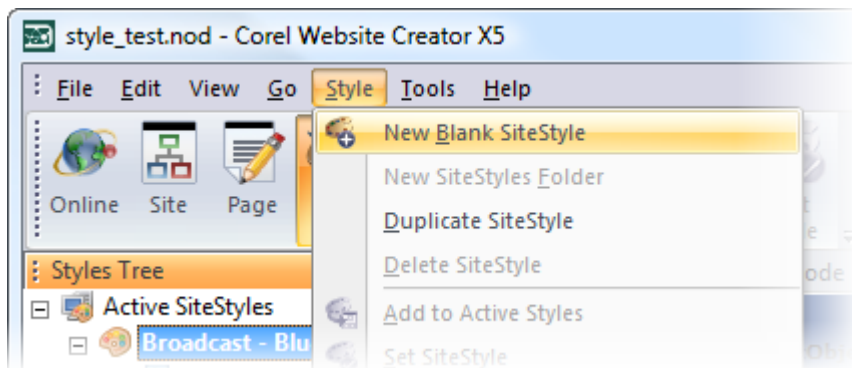 style_test.nod - Corel Website Creator X5
File Edit View Go Style Tools Help
New Blank SiteStyle
New SiteStyles Folder
Online Site Page
Duplicate SiteStyle
Styles Tree
Delete SiteStyle
Active SiteStyles
Add to Active Styles
Broadcast - Blu
Set SiteStyle